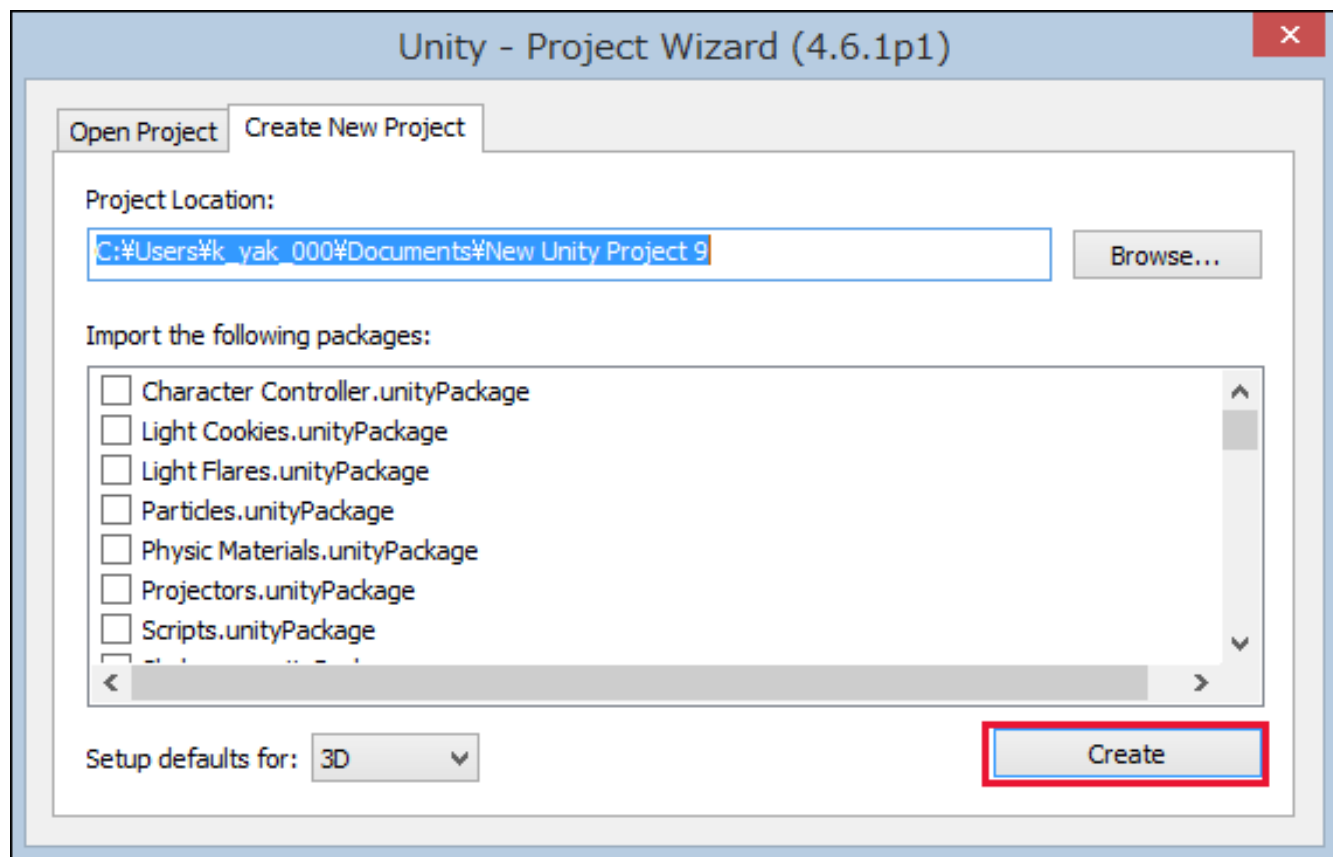 Unity - Project Wizard (4.6.1p1)
Open Project
Create New Project
Project Location:
C:¥Users¥k_yak_000¥Documents¥New Unity Project 9
Browse...
Import the following packages:
Character Controller.unityPackage
Light Cookies.unityPackage
Light Flares.unityPackage
Particles.unityPackage
Physic Materials.unityPackage
Projectors.unityPackage
Scripts.unityPackage
Setup defaults for:
3D
Create